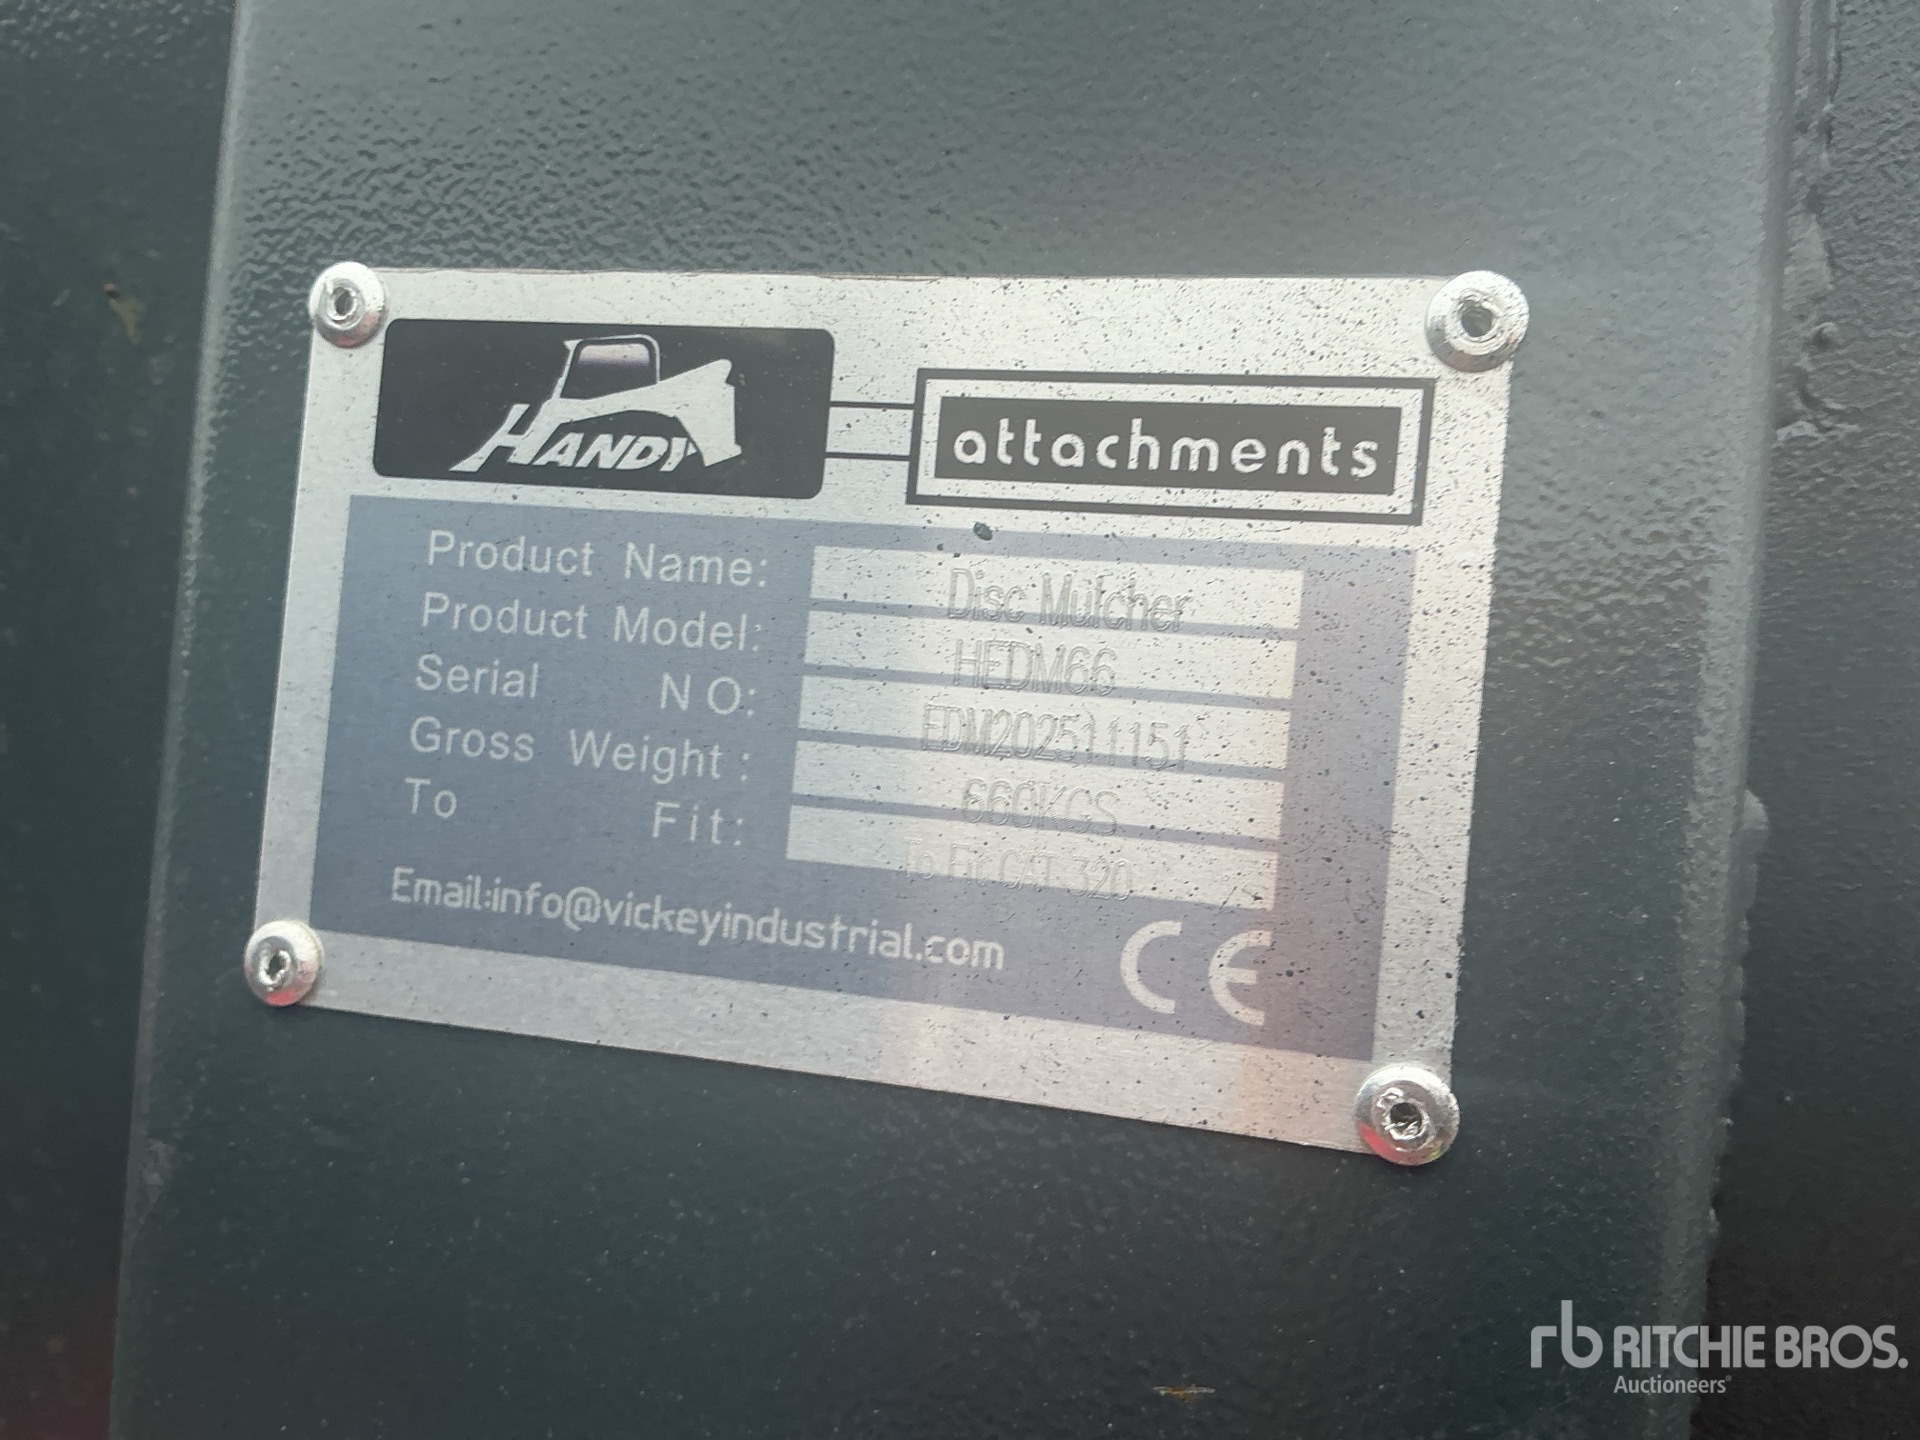 HANDY attachments
Product Name: Disc Mulcher
Product Model: HEDM66
Serial NO: EDM202511151
Gross Weight: 660KGS
To Fit: To Fit CAT 320
Email:info@vickeyindustrial.com
CE
rb RITCHIE BROS.
Auctioneers